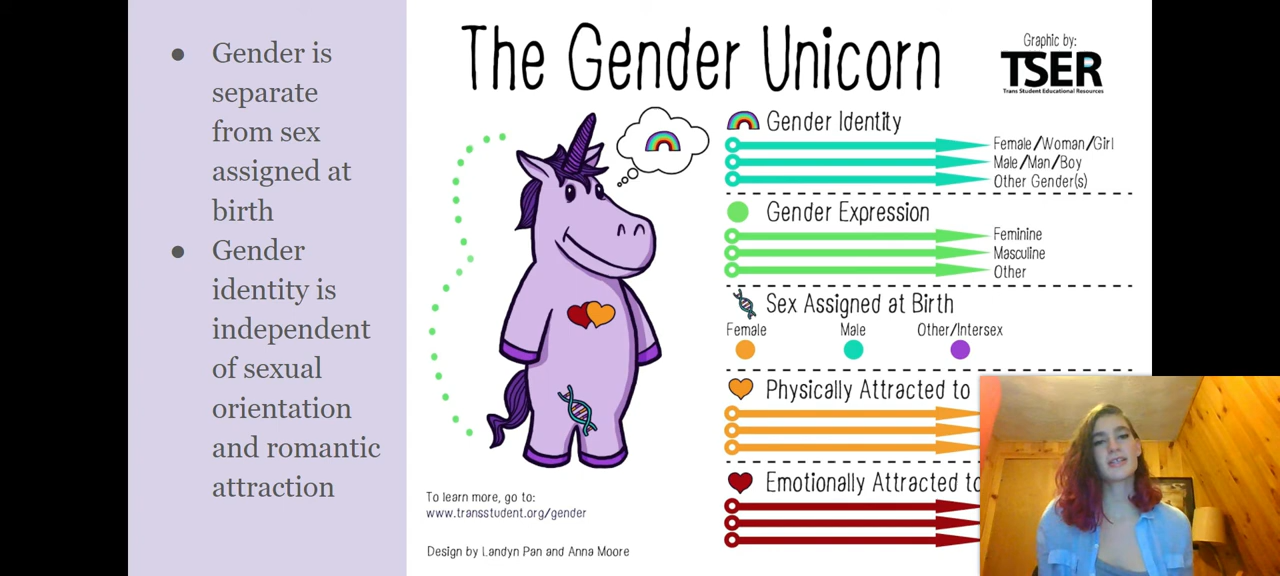 ● Gender is
separate
from sex
assigned at
birth
● Gender
identity is
independent
of sexual
orientation
and romantic
attraction
The Gender Unicorn
Graphic by:
TSER
Trans Student Educational Resources
Gender Identity
Female/Woman/Girl
Male/Man/Boy
Other Gender(s)
Gender Expression
Feminine
Masculine
Other
Sex Assigned at Birth
Female Male Other/Intersex
Physically Attracted to
Emotionally Attracted to
To learn more, go to:
www.transstudent.org/gender
Design by Landyn Pan and Anna Moore